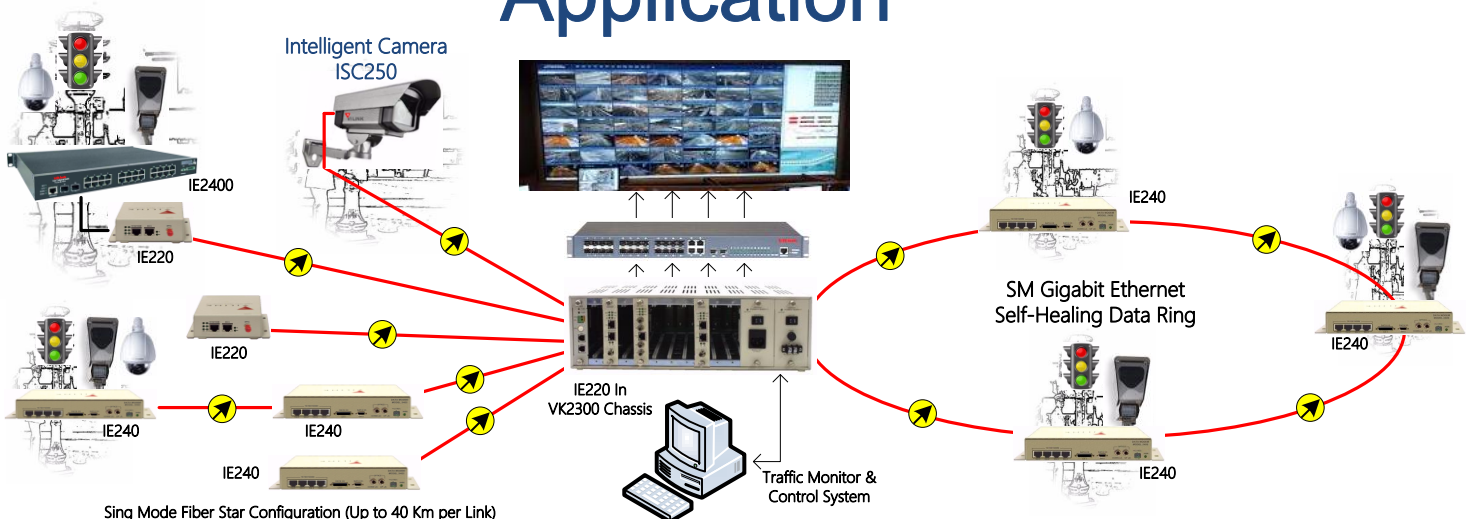 Application
Intelligent Camera
ISC250
IE2400
IE220
IE220
IE240
IE240
IE240
Sing Mode Fiber Star Configuration (Up to 40 Km per Link)
IE220 In
VK2300 Chassis
Traffic Monitor &
Control System
IE240
SM Gigabit Ethernet
Self-Healing Data Ring
IE240
IE240